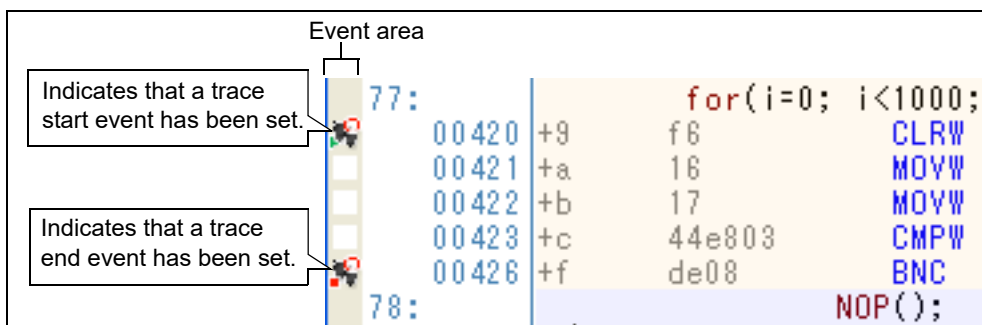 Event area
Indicates that a trace
start event has been set.
77: for(i=0; i<1000;
00420 +9 f6 CLRW
00421 +a 16 MOVW
00422 +b 17 MOVW
Indicates that a trace
end event has been set.
00423 +c 44e803 CMPW
00426 +f de08 BNC
78: NOP();